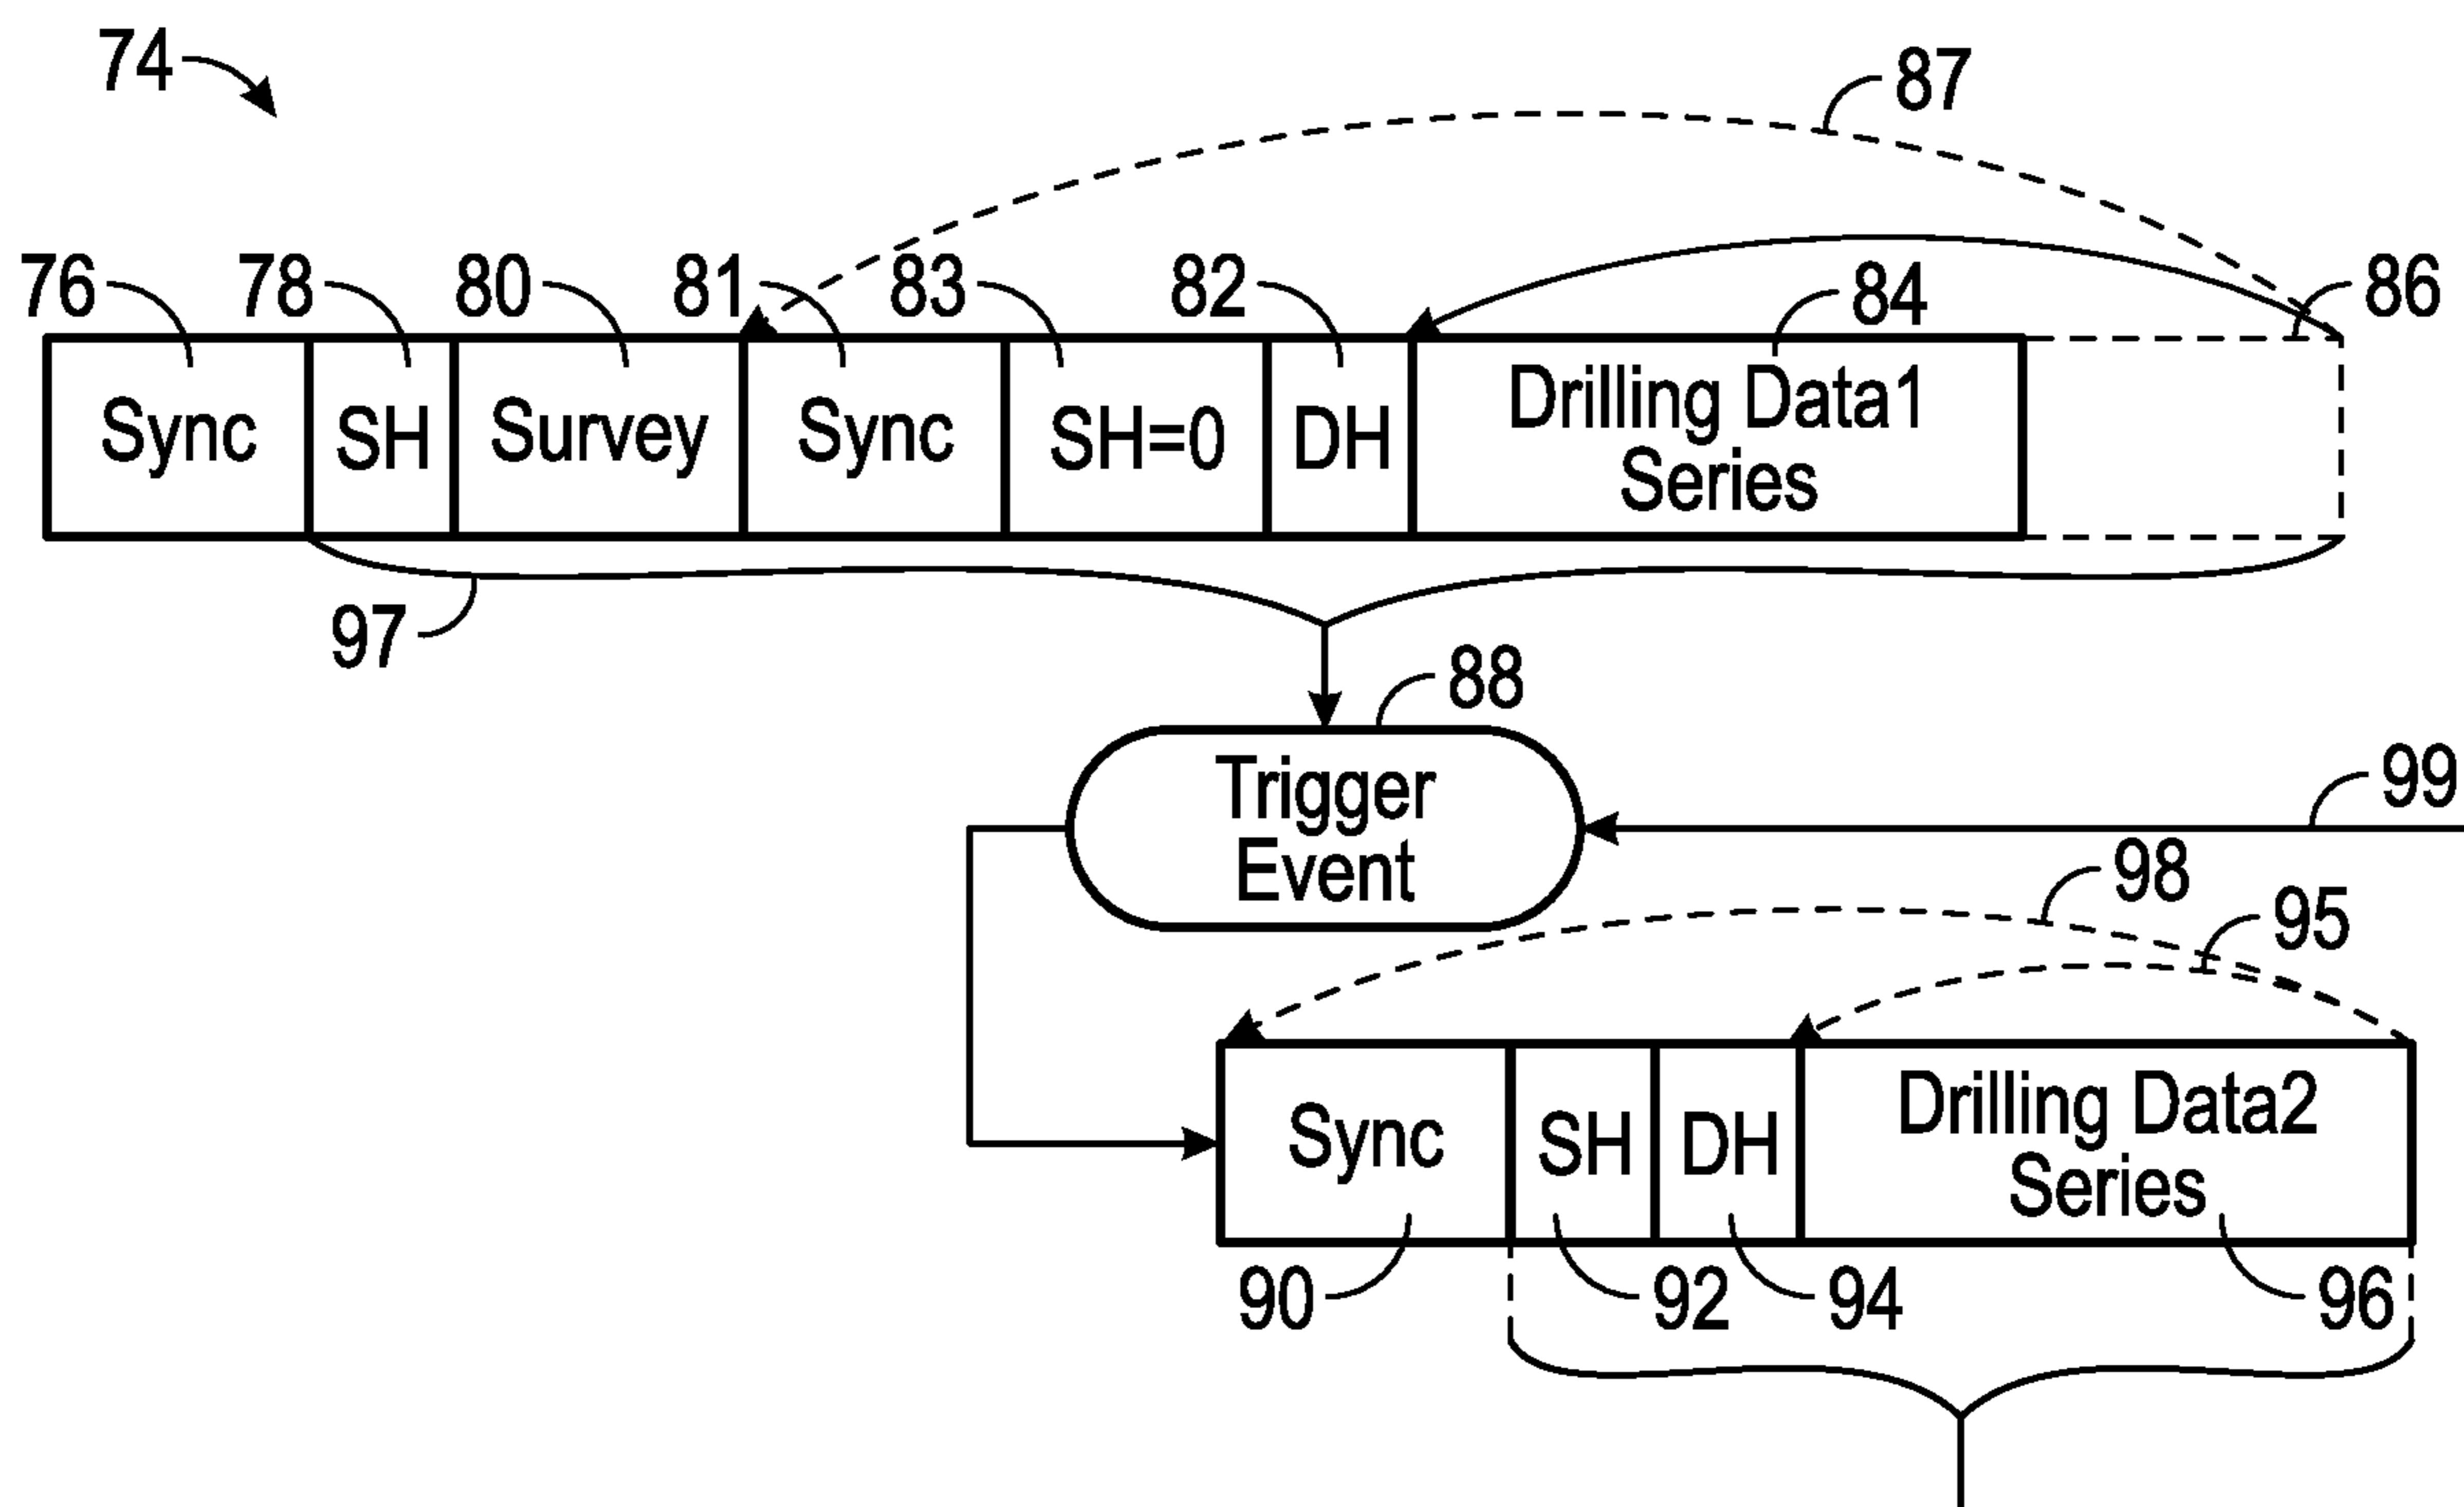 74
87
76
78
80
81
83
82
84
86
Sync
SH
Survey
Sync
SH=0
DH
Drilling Data1
Series
97
88
Trigger
Event
99
98
95
Sync
SH
DH
Drilling Data2
Series
90
92
94
96